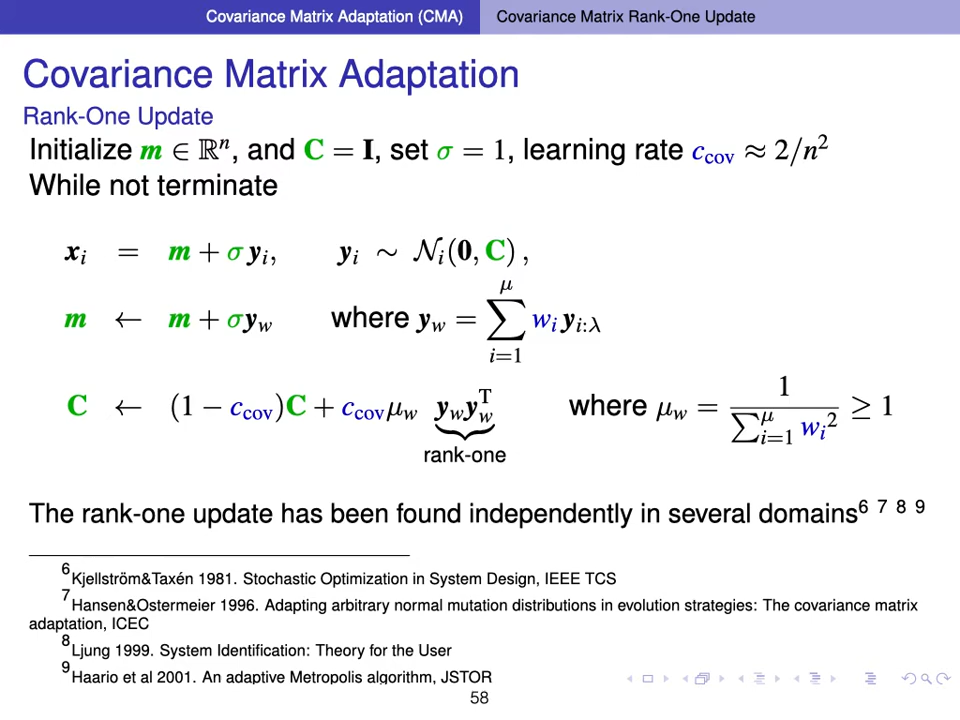 Covariance Matrix Adaptation (CMA) Covariance Matrix Rank-One Update
Covariance Matrix Adaptation
Rank-One Update
Initialize m ∈ ℝⁿ, and C = I, set σ = 1, learning rate c_cov ≈ 2/n²
While not terminate
x_i = m + σ y_i, y_i ∼ 𝒩_i(0, C),
m ← m + σ y_w where y_w = ∑_{i=1}^{μ} w_i y_{i:λ}
C ← (1 − c_cov)C + c_cov μ_w y_w y_w^T where μ_w = 1 / ∑_{i=1}^{μ} w_i² ≥ 1
rank-one
The rank-one update has been found independently in several domains⁶ ⁷ ⁸ ⁹
⁶Kjellström&Taxén 1981. Stochastic Optimization in System Design, IEEE TCS
⁷Hansen&Ostermeier 1996. Adapting arbitrary normal mutation distributions in evolution strategies: The covariance matrix
adaptation, ICEC
⁸Ljung 1999. System Identification: Theory for the User
⁹Haario et al 2001. An adaptive Metropolis algorithm, JSTOR
58